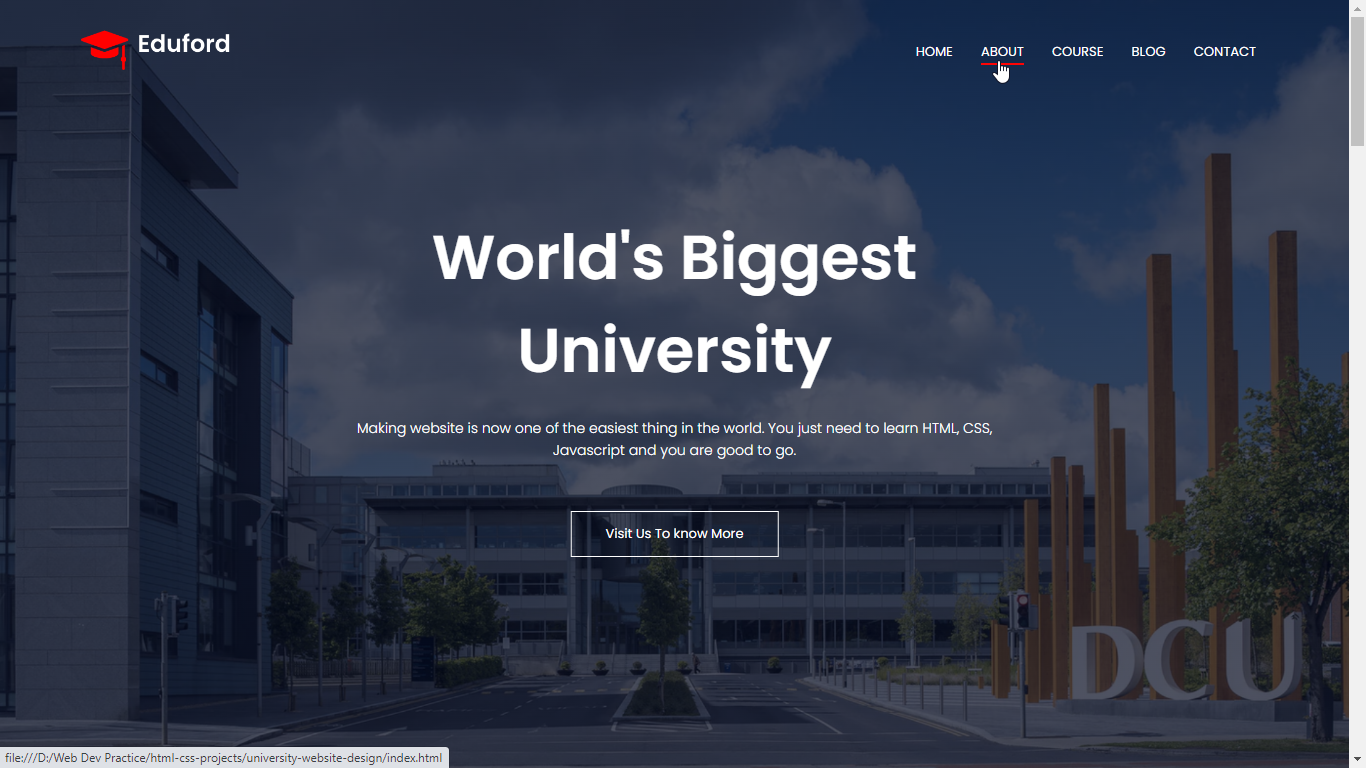 Eduford
HOME ABOUT COURSE BLOG CONTACT
World's Biggest
University
Making website is now one of the easiest thing in the world. You just need to learn HTML, CSS,
Javascript and you are good to go.
Visit Us To know More
DCU
file:///D:/Web Dev Practice/html-css-projects/university-website-design/index.html